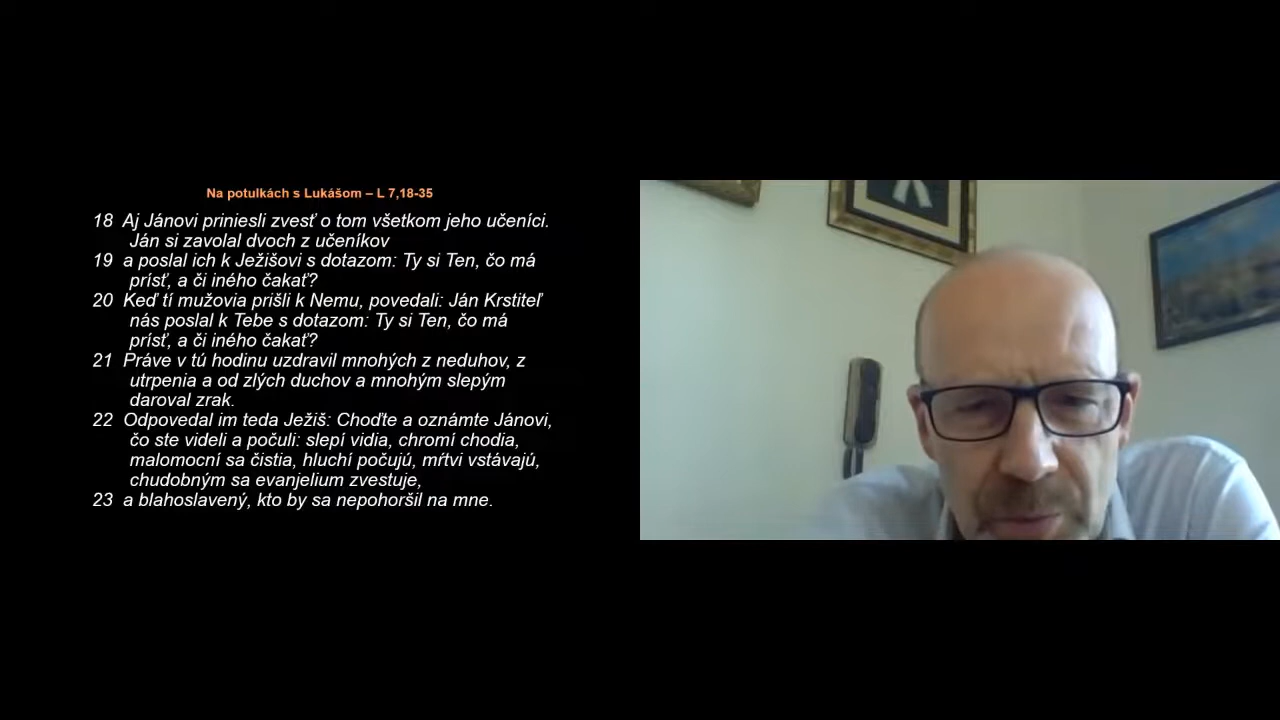 Na potulkách s Lukášom – L 7,18-35
18 Aj Jánovi priniesli zvesť o tom všetkom jeho učeníci.
Ján si zavolal dvoch z učeníkov
19 a poslal ich k Ježišovi s dotazom: Ty si Ten, čo má
prísť, a či iného čakať?
20 Keď tí mužovia prišli k Nemu, povedali: Ján Krstiteľ
nás poslal k Tebe s dotazom: Ty si Ten, čo má
prísť, a či iného čakať?
21 Práve v tú hodinu uzdravil mnohých z neduhov, z
utrpenia a od zlých duchov a mnohým slepým
daroval zrak.
22 Odpovedal im teda Ježiš: Choďte a oznámte Jánovi,
čo ste videli a počuli: slepí vidia, chromí chodia,
malomocní sa čistia, hluchí počujú, mŕtvi vstávajú,
chudobným sa evanjelium zvestuje,
23 a blahoslavený, kto by sa nepohoršil na mne.